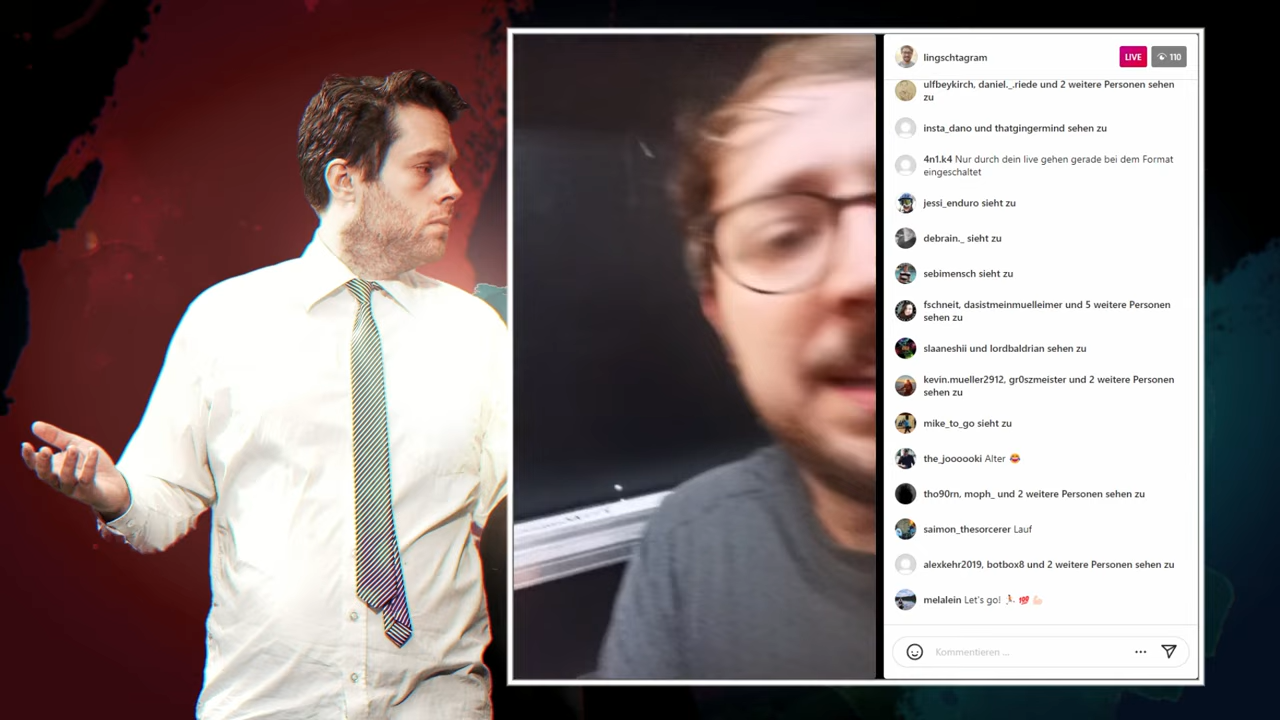 lingschtagram
LIVE
110
ulfbeykirch, daniel._.riede und 2 weitere Personen sehen
zu
insta_dano und thatgingermind sehen zu
4n1.k4 Nur durch dein live gehen gerade bei dem Format
eingeschaltet
jessi_enduro sieht zu
debrain._ sieht zu
sebimensch sieht zu
fschneit, dasistmeinmuelleimer und 5 weitere Personen
sehen zu
slaaneshii und lordbaldrian sehen zu
kevin.mueller2912, gr0szmeister und 2 weitere Personen
sehen zu
mike_to_go sieht zu
the_joooooki Alter 😂
tho90rn, moph_ und 2 weitere Personen sehen zu
saimon_thesorcerer Lauf
alexkehr2019, botbox8 und 2 weitere Personen sehen zu
melalein Let's go! 🏃 💯 💪🏻
Kommentieren ...